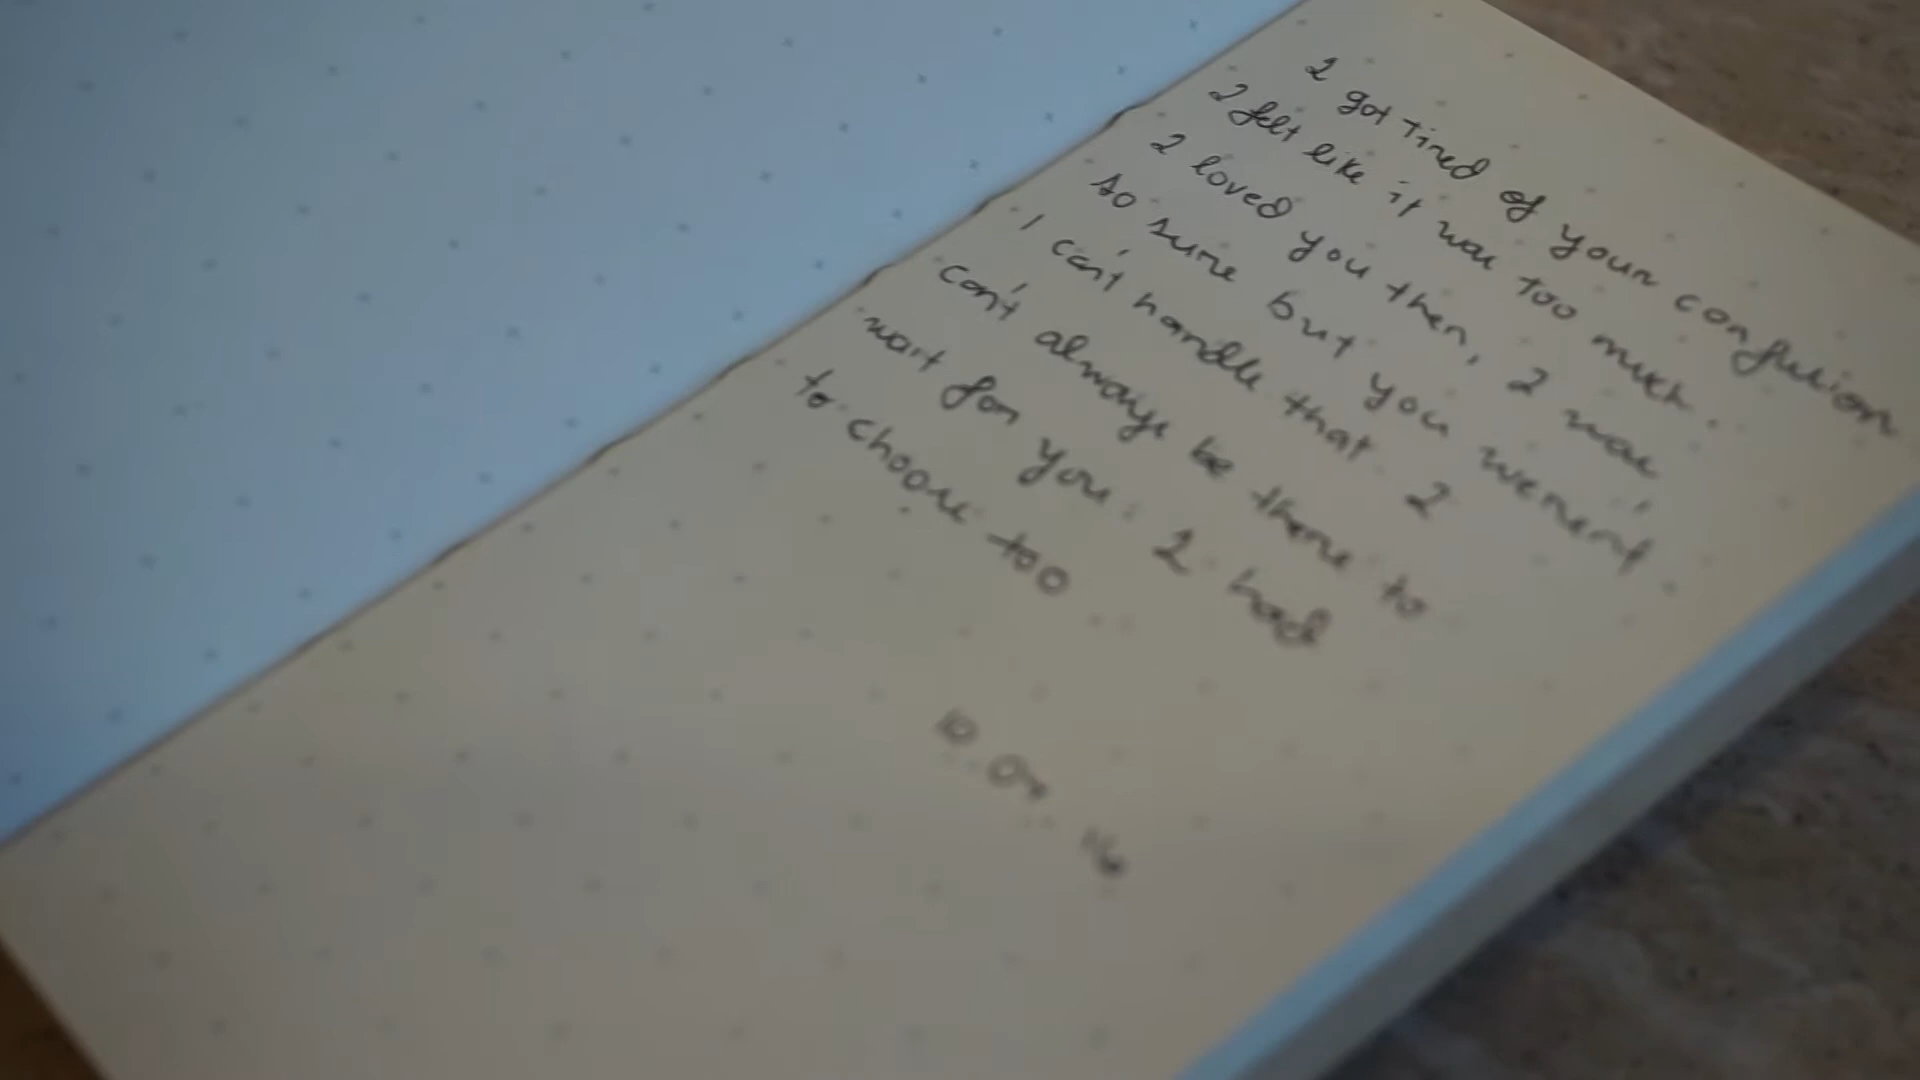 I got tired of your confusion
I felt like it was too much.
I loved you then, I was
so sure but you weren't
I can't handle that I
can't always be there to
wait for you. I had
to choose too